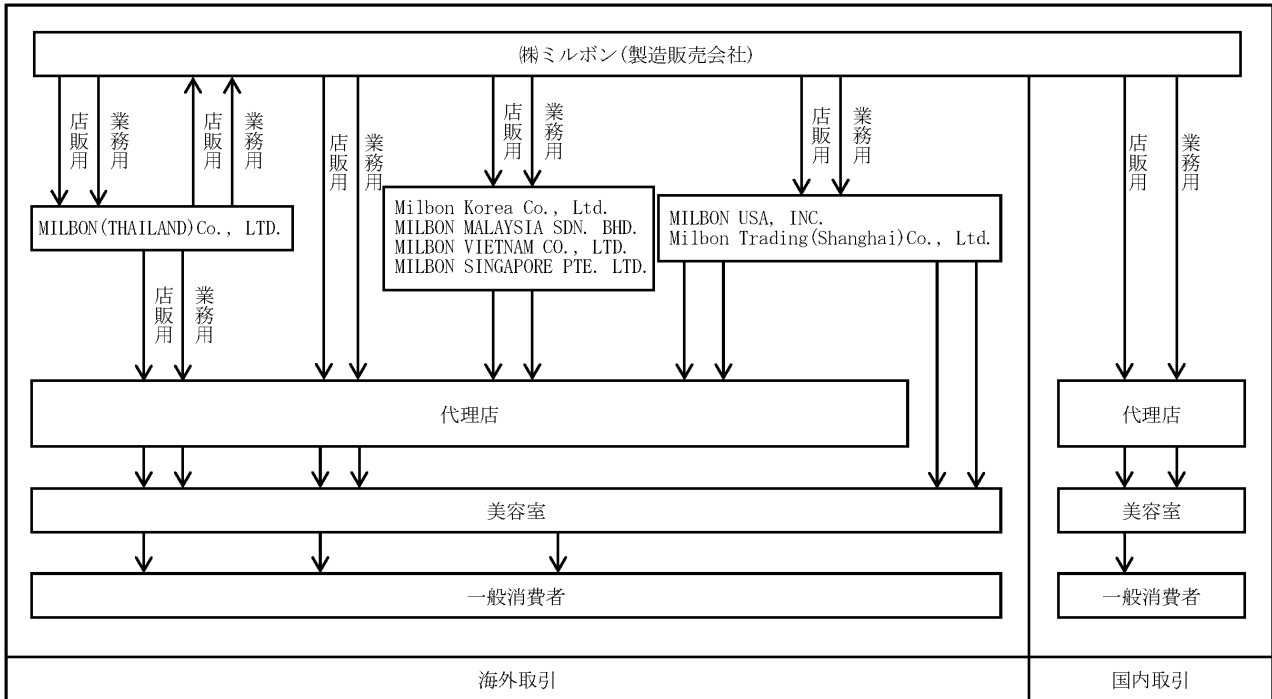 ㈱ミルボン(製造販売会社)
店販用
業務用
店販用
業務用
店販用
業務用
店販用
業務用
店販用
業務用
店販用
業務用
MILBON(THAILAND)Co., LTD.
Milbon Korea Co., Ltd.
MILBON MALAYSIA SDN. BHD.
MILBON VIETNAM CO., LTD.
MILBON SINGAPORE PTE. LTD.
MILBON USA, INC.
Milbon Trading(Shanghai)Co., Ltd.
店販用
業務用
代理店
代理店
美容室
美容室
一般消費者
一般消費者
海外取引
国内取引